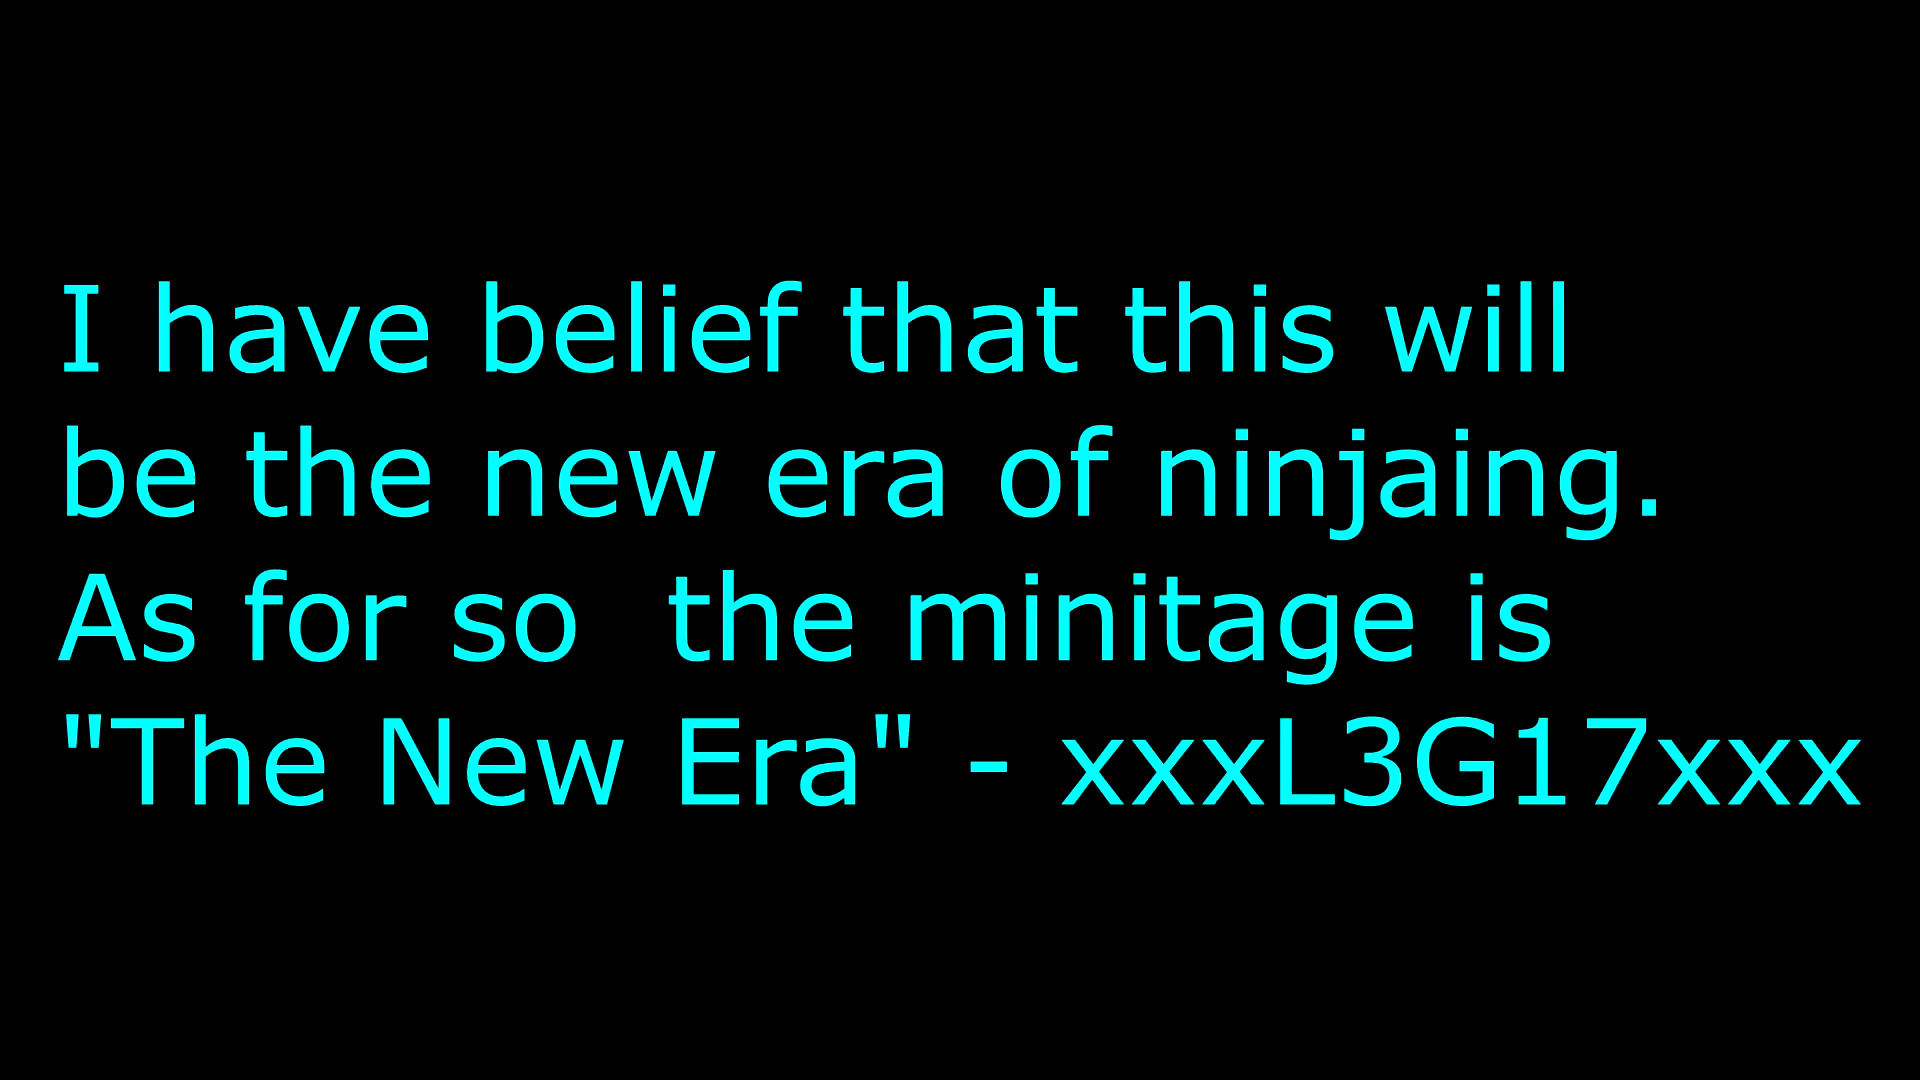 I have belief that this will
be the new era of ninjaing.
As for so  the minitage is
"The New Era" - xxxL3G17xxx